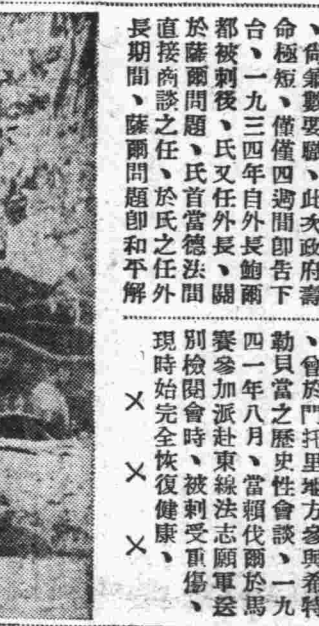 、尙兼數要職、此次政府壽
命極短、僅僅四週間卽吿下
台、一九三四年自外長鮑爾
都被刺後、氏又任外長、關
於薩爾問題、氏首當德法間
直接商談之任、於氏之任外
長期間、薩爾問題卽和平解
、曾於門托里地方參與希特
勒貝當之歷史性會談、一九
四一年八月、當賴伐爾於馬
賽參加派赴東線法志願軍送
別檢閱會時、被刺受重傷、
現時始完全恢復健康、
×　×　×